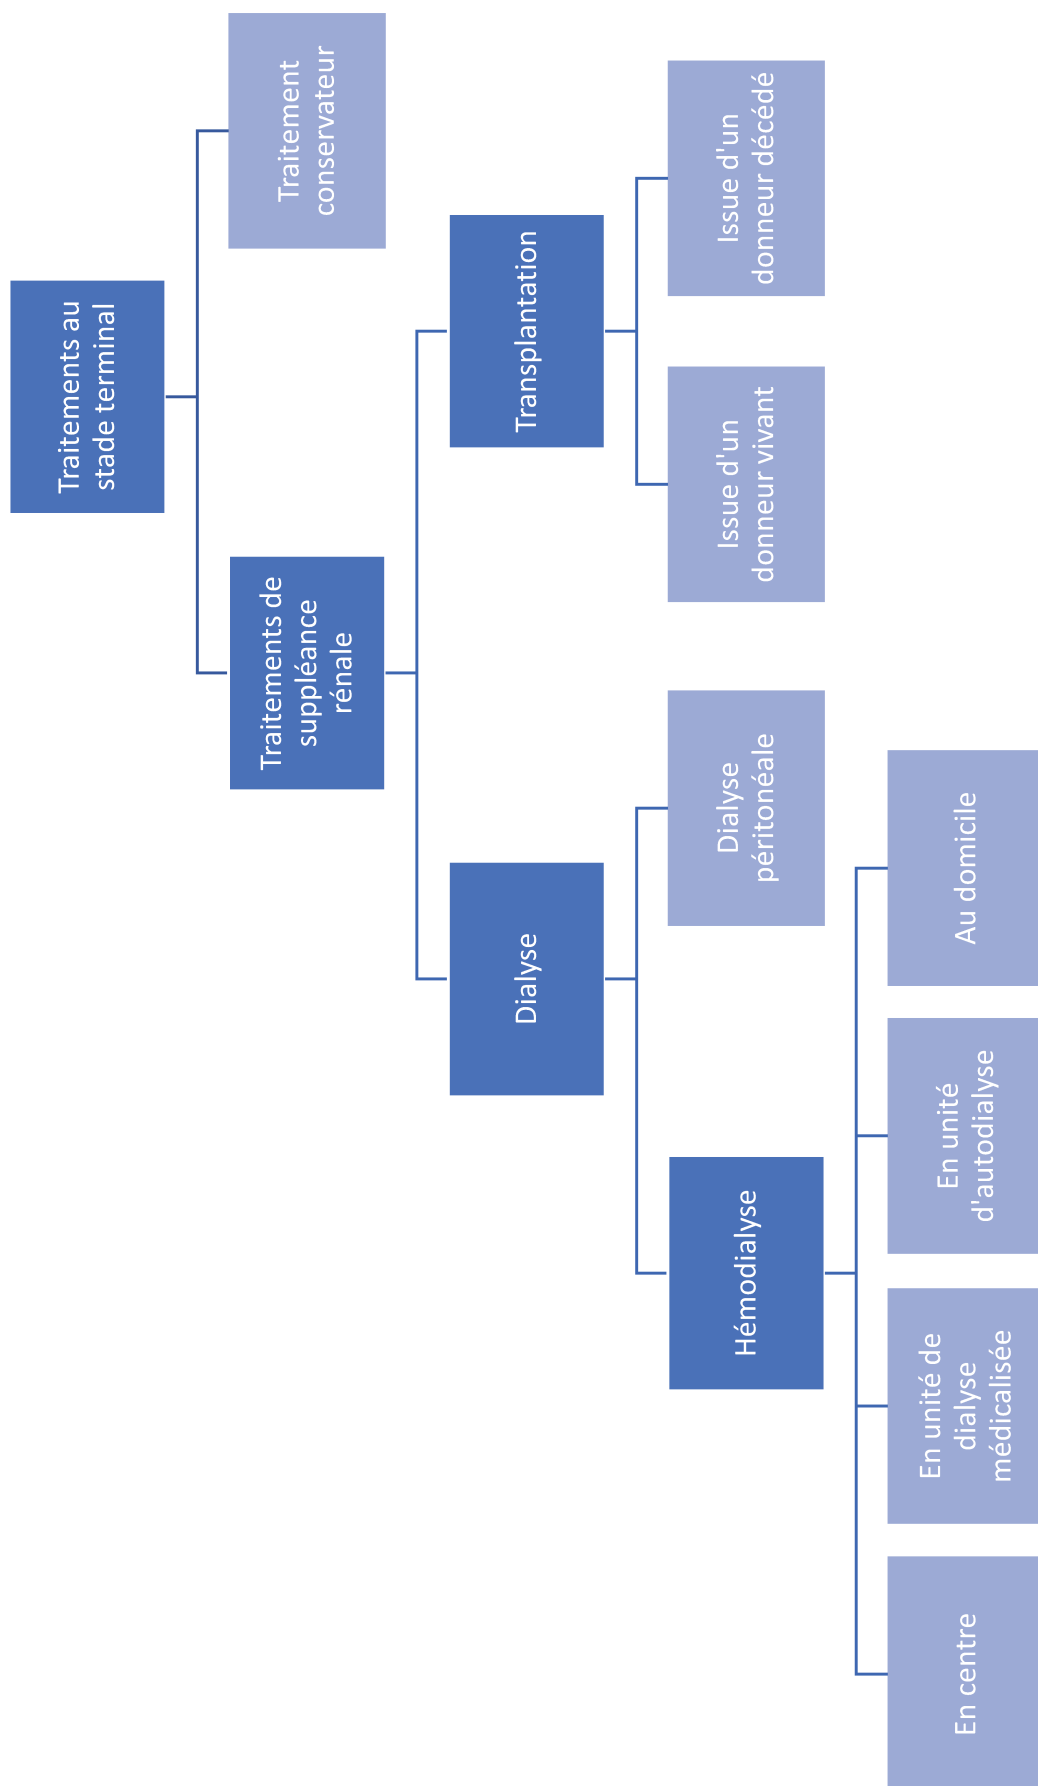 Traitements au
stade terminal
Traitements de
suppléance
rénale
Traitement
conservateur
Dialyse
Transplantation
Hémodialyse
Dialyse
péritonéale
Issue d'un
donneur vivant
Issue d'un
donneur décédé
En centre
En unité de
dialyse
médicalisée
En unité
d'autodialyse
Au domicile